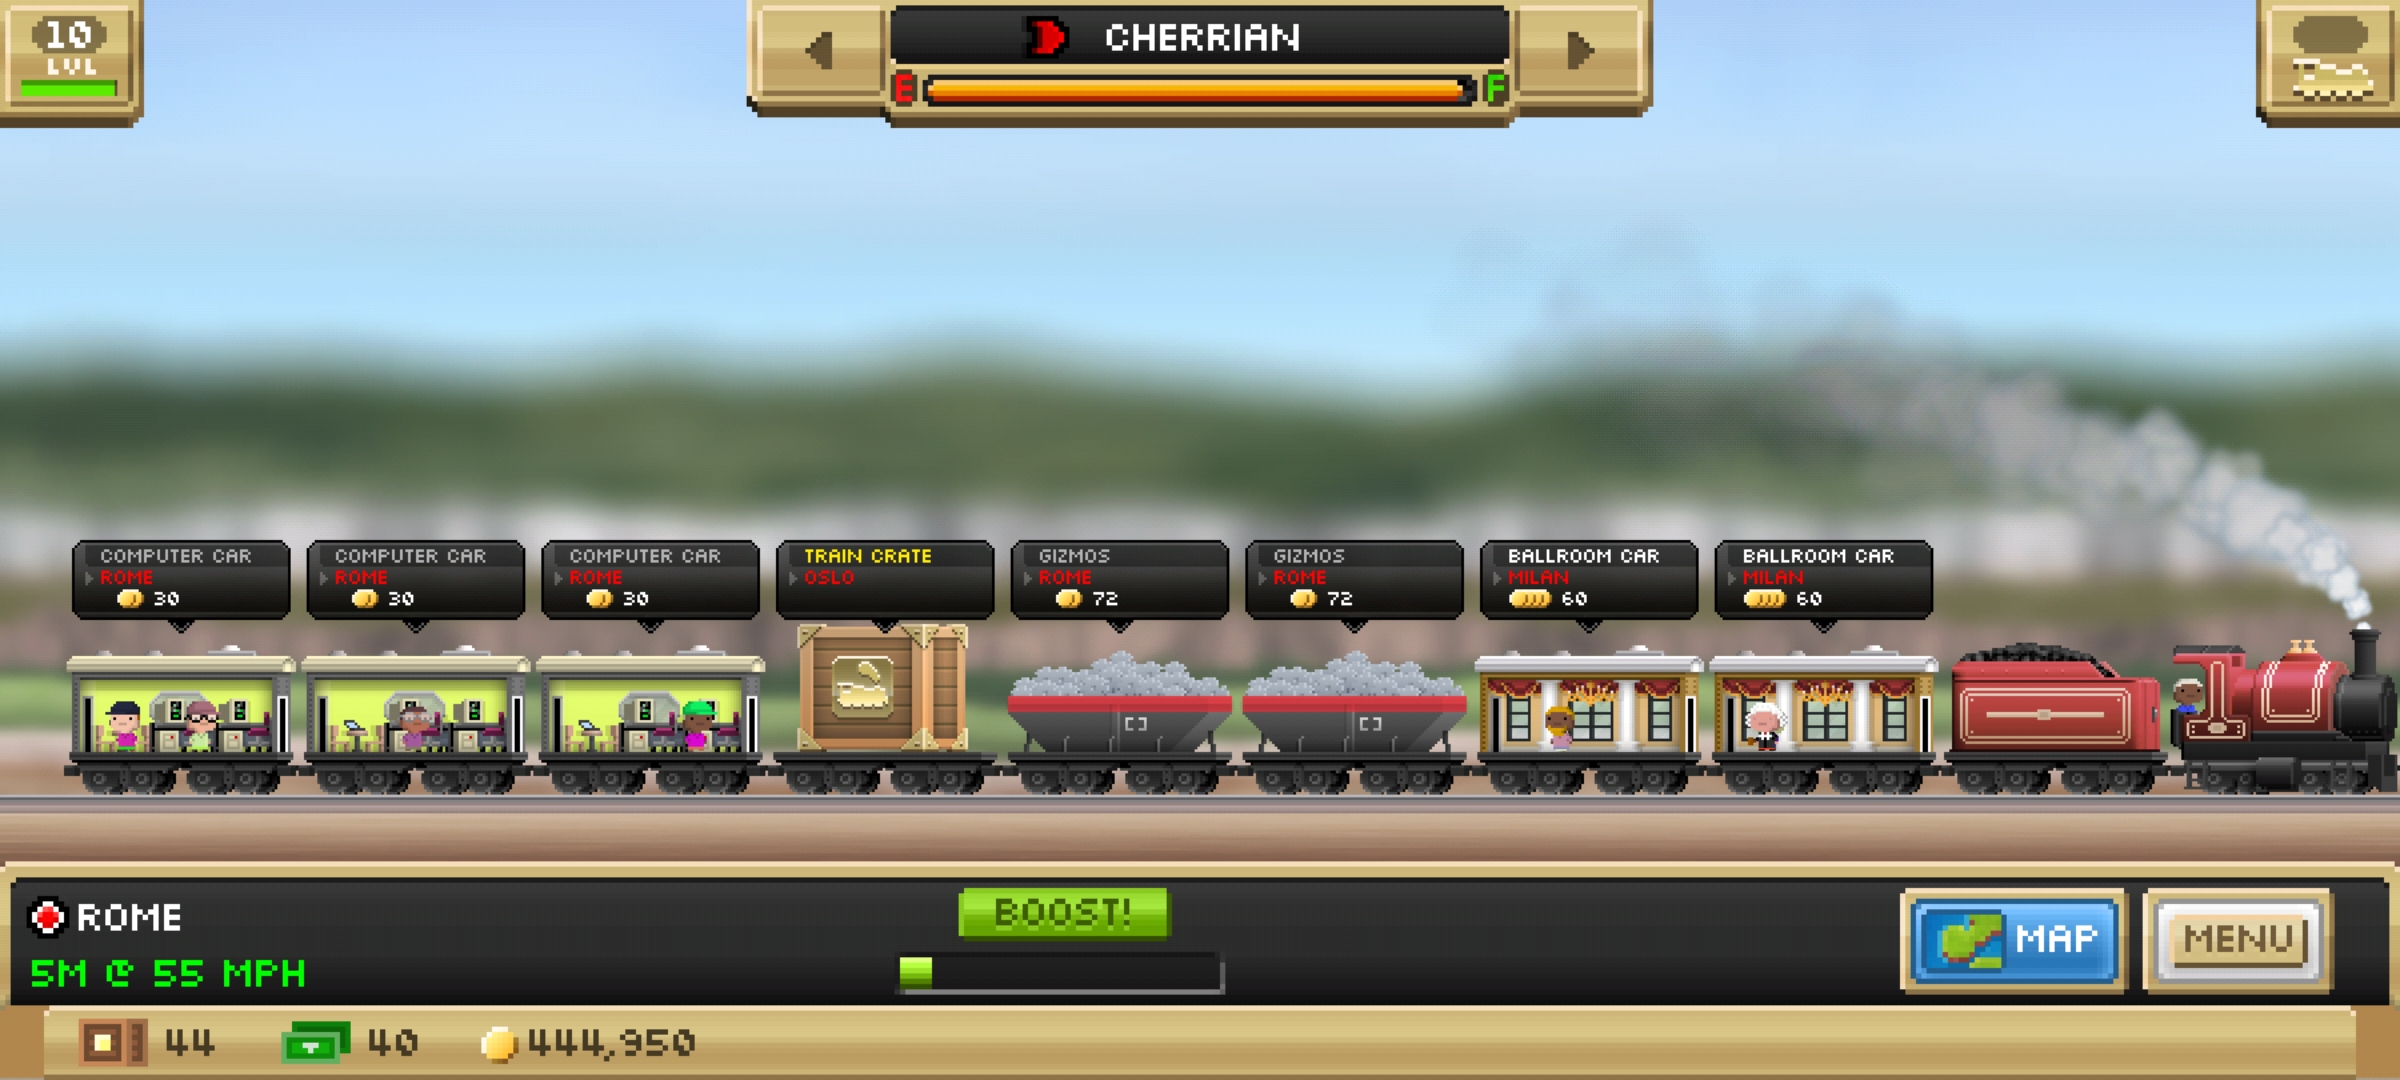 10
LVL
CHERRIAN
E F
COMPUTER CAR
ROME
30
COMPUTER CAR
ROME
30
COMPUTER CAR
ROME
30
TRAIN CRATE
OSLO
GIZMOS
ROME
72
GIZMOS
ROME
72
BALLROOM CAR
MILAN
60
BALLROOM CAR
MILAN
60
ROME
5M @ 55 MPH
BOOST!
MAP
MENU
44
40
444,950